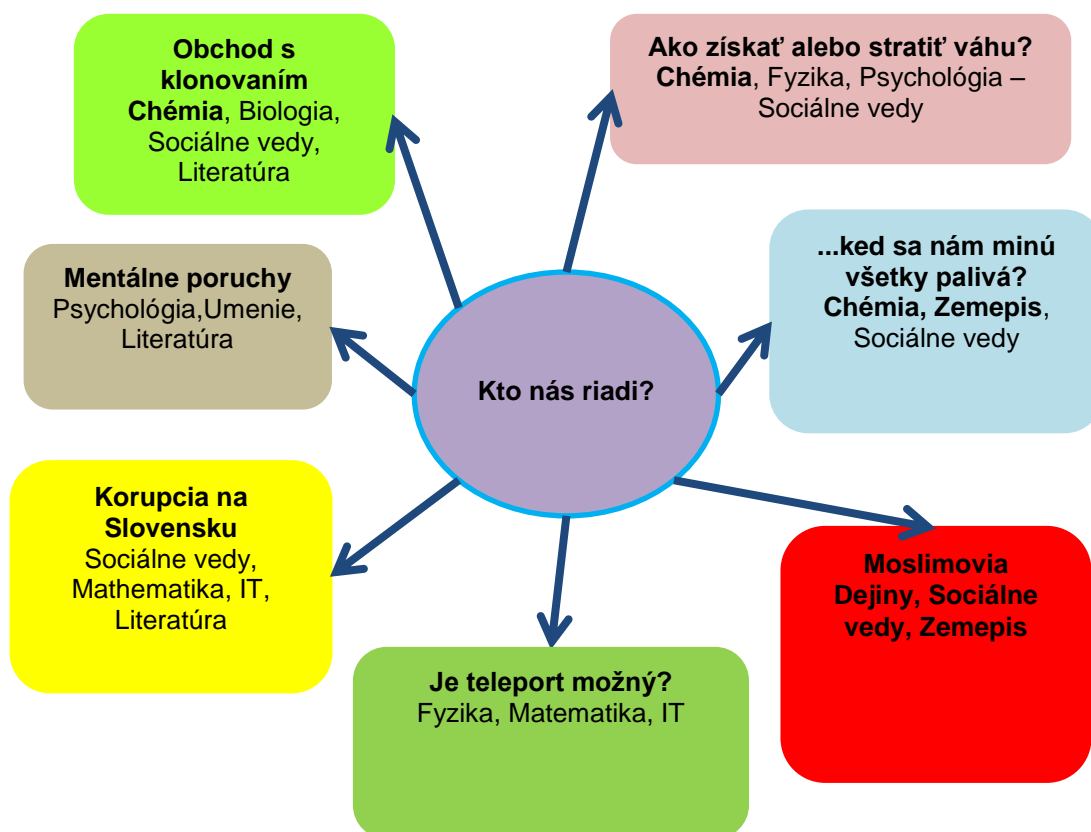 Obchod s
klonovaním
Chémia, Biologia,
Sociálne vedy,
Literatúra
Ako získať alebo stratiť váhu?
Chémia, Fyzika, Psychológia –
Sociálne vedy
Mentálne poruchy
Psychológia,Umenie,
Literatúra
...ked sa nám minú
všetky palivá?
Chémia, Zemepis,
Sociálne vedy
Kto nás riadi?
Korupcia na
Slovensku
Sociálne vedy,
Mathematika, IT,
Literatúra
Moslimovia
Dejiny, Sociálne
vedy, Zemepis
Je teleport možný?
Fyzika, Matematika, IT